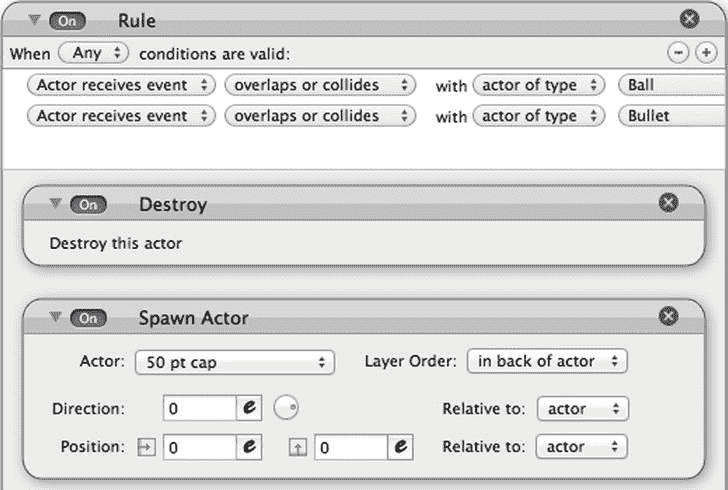 On Rule
When Any conditions are valid:
Actor receives event overlaps or collides with actor of type Ball
Actor receives event overlaps or collides with actor of type Bullet
On Destroy
Destroy this actor
On Spawn Actor
Actor: 50 pt cap Layer Order: in back of actor
Direction: 0 e Relative to: actor
Position: 0 e 0 e Relative to: actor